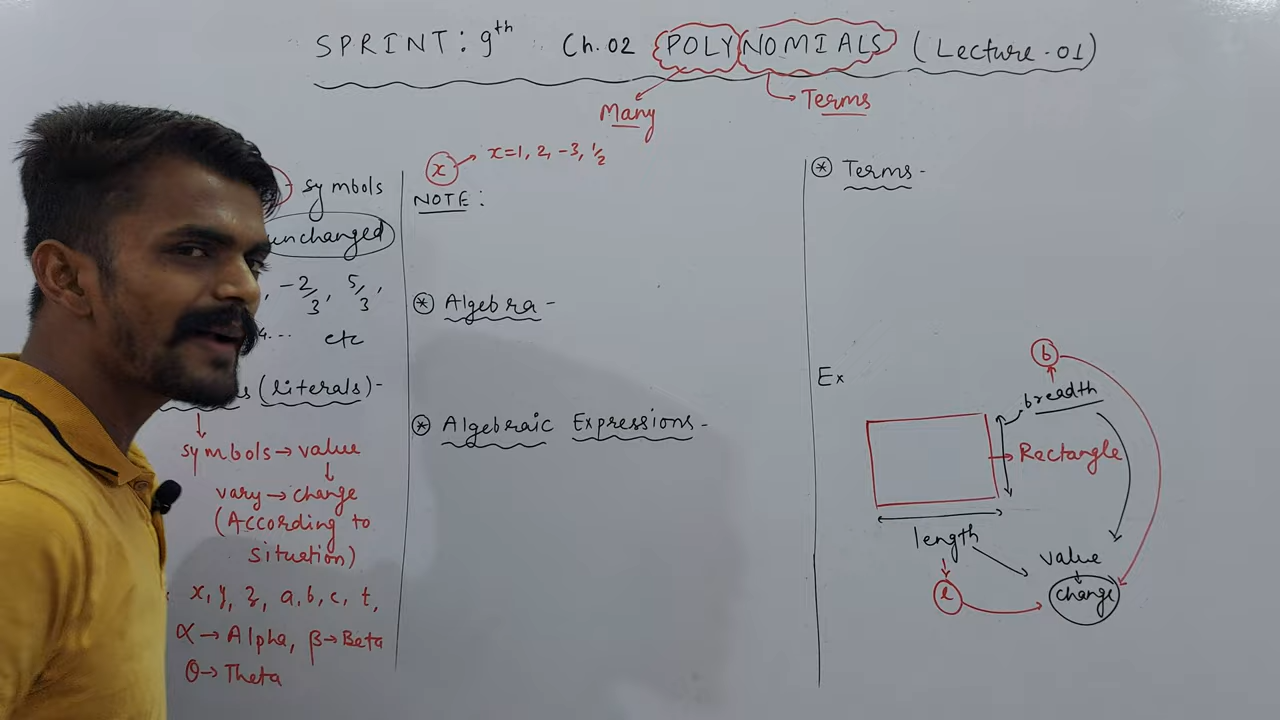 SPRINT: 9th Ch. 02 POLYNOMIALS (Lecture-01)
Many
Terms
- symbols
unchanged
, -2/3, 5/3,
... etc
(literals)-
symbols → value
vary → change
(According to
situation)
x, y, z, a, b, c, t,
α → Alpha, β → Beta
θ → Theta
x x=1, 2, -3, 1/2
NOTE:
* Algebra -
* Algebraic Expressions -
* Terms -
Ex
b
breadth
Rectangle
length
value
l
change